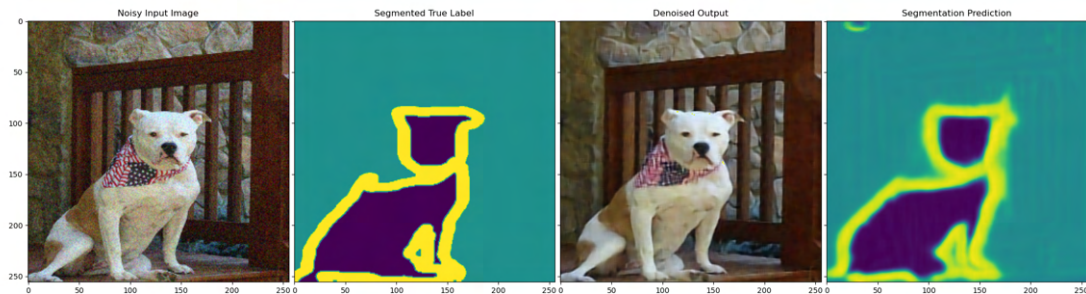 Noisy Input Image
Segmented True Label
Denoised Output
Segmentation Prediction
0
50
100
150
200
250
0 50 100 150 200 250
0 50 100 150 200 250
0 50 100 150 200 250
0 50 100 150 200 250